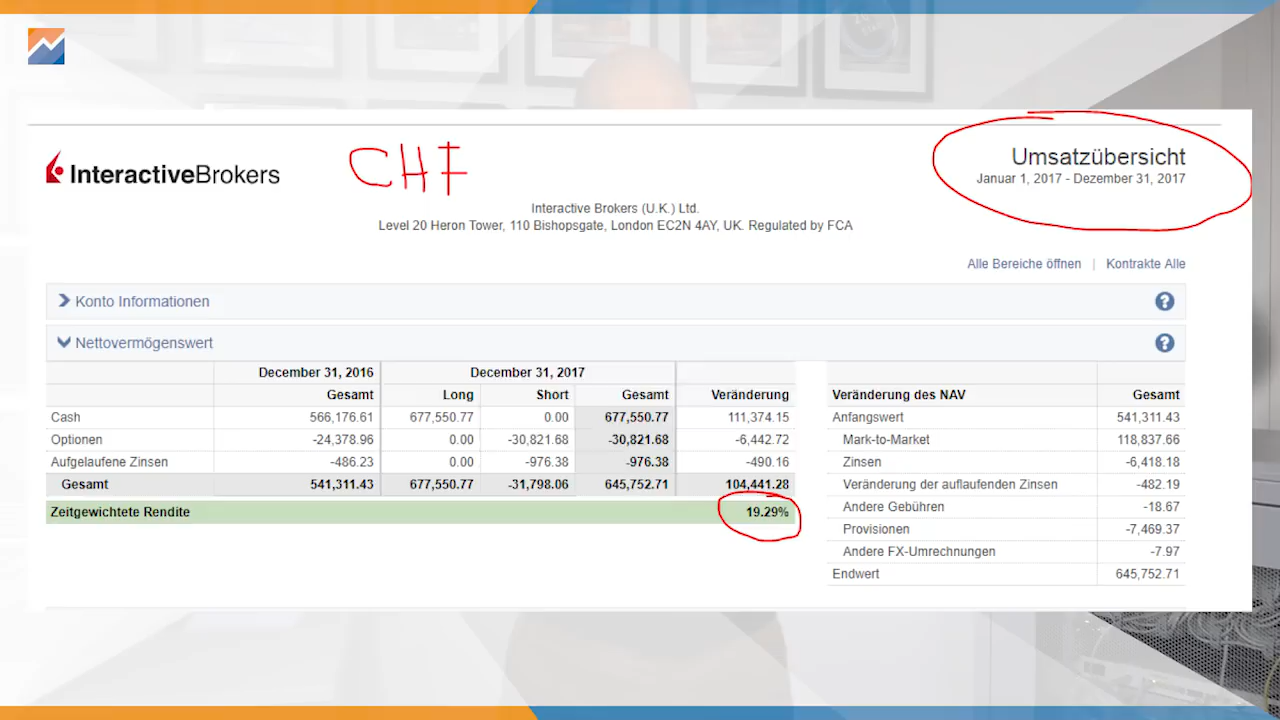 InteractiveBrokers
CHF
Umsatzübersicht
Januar 1, 2017 - Dezember 31, 2017
Interactive Brokers (U.K.) Ltd.
Level 20 Heron Tower, 110 Bishopsgate, London EC2N 4AY, UK. Regulated by FCA
Alle Bereiche öffnen | Kontrakte Alle
Konto Informationen ?
Nettovermögenswert ?
December 31, 2016 December 31, 2017
Gesamt Long Short Gesamt Veränderung
Cash 566,176.61 677,550.77 0.00 677,550.77 111,374.15
Optionen -24,378.96 0.00 -30,821.68 -30,821.68 -6,442.72
Aufgelaufene Zinsen -486.23 0.00 -976.38 -976.38 -490.16
Gesamt 541,311.43 677,550.77 -31,798.06 645,752.71 104,441.28
Zeitgewichtete Rendite 19.29%
Veränderung des NAV Gesamt
Anfangswert 541,311.43
Mark-to-Market 118,837.66
Zinsen -6,418.18
Veränderung der auflaufenden Zinsen -482.19
Andere Gebühren -18.67
Provisionen -7,469.37
Andere FX-Umrechnungen -7.97
Endwert 645,752.71